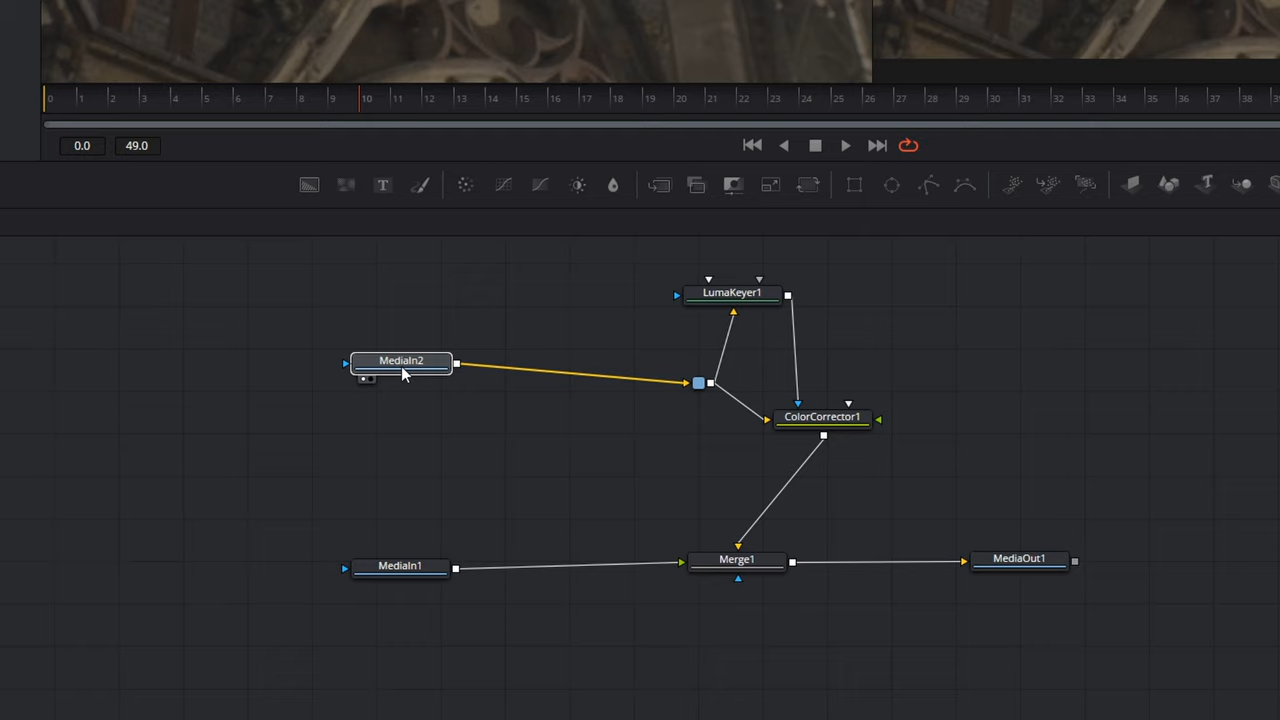 0 1 2 3 4 5 6 7 8 9 10 11 12 13 14 15 16 17 18 19 20 21 22 23 24 25 26 27 28 29 30 31 32 33 34 35 36 37 38
0.0 49.0
T
LumaKeyer1
MediaIn2
ColorCorrector1
Merge1
MediaOut1
MediaIn1